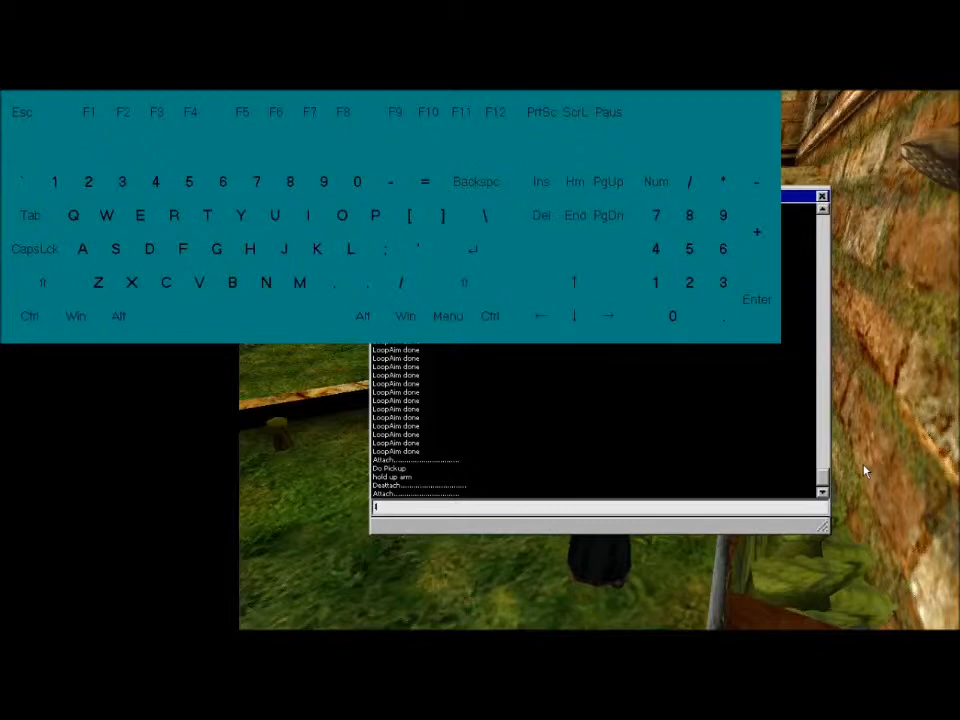 Esc F1 F2 F3 F4 F5 F6 F7 F8 F9 F10 F11 F12 PrtSc ScrL Paus
` 1 2 3 4 5 6 7 8 9 0 - = Backspc Ins Hm PgUp Num / * -
Tab Q W E R T Y U I O P [ ] \ Del End PgDn 7 8 9 +
CapsLck A S D F G H J K L ; ' ↵ 4 5 6
⇧ Z X C V B N M . . / ⇧ ↑ 1 2 3 Enter
Ctrl Win Alt Alt Win Menu Ctrl ← ↓ → 0 .
LoopAim done
LoopAim done
LoopAim done
LoopAim done
LoopAim done
LoopAim done
LoopAim done
LoopAim done
LoopAim done
LoopAim done
LoopAim done
LoopAim done
LoopAim done
Attach..............................
Do Pickup
hold up arm
Deattach..............................
Attach..............................